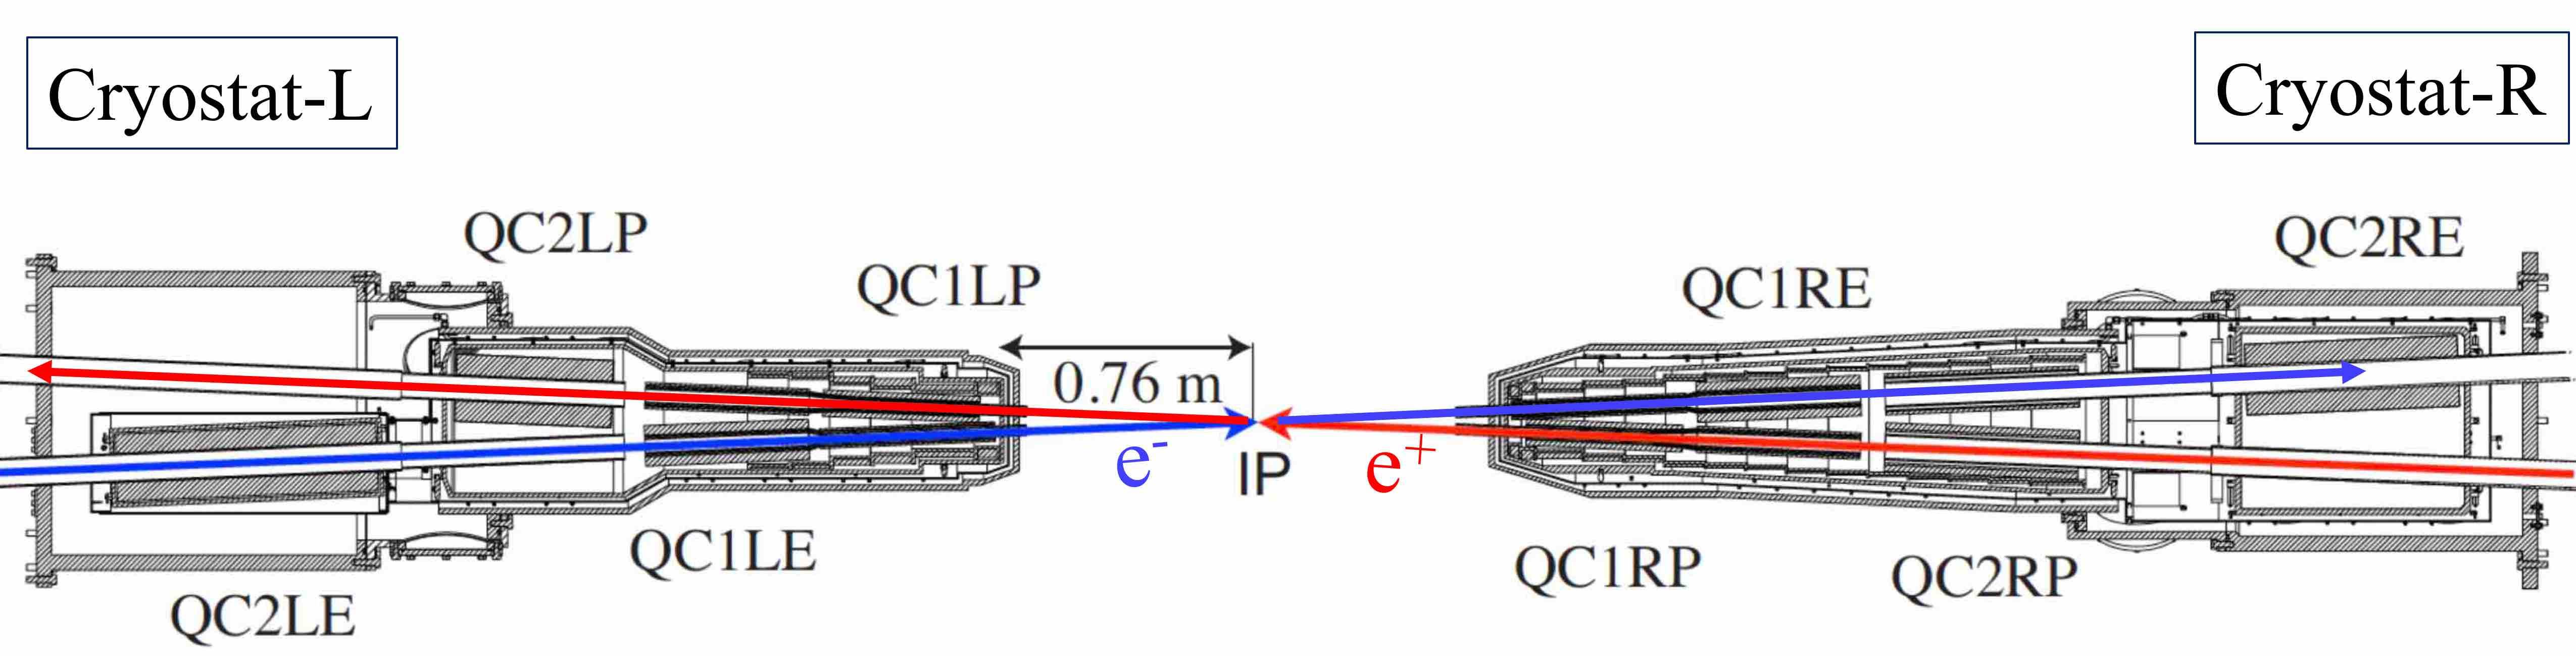 Cryostat-L
Cryostat-R
QC2LP
QC2RE
QC1LP
QC1RE
0.76 m
e-
IP
e+
QC1LE
QC1RP
QC2RP
QC2LE